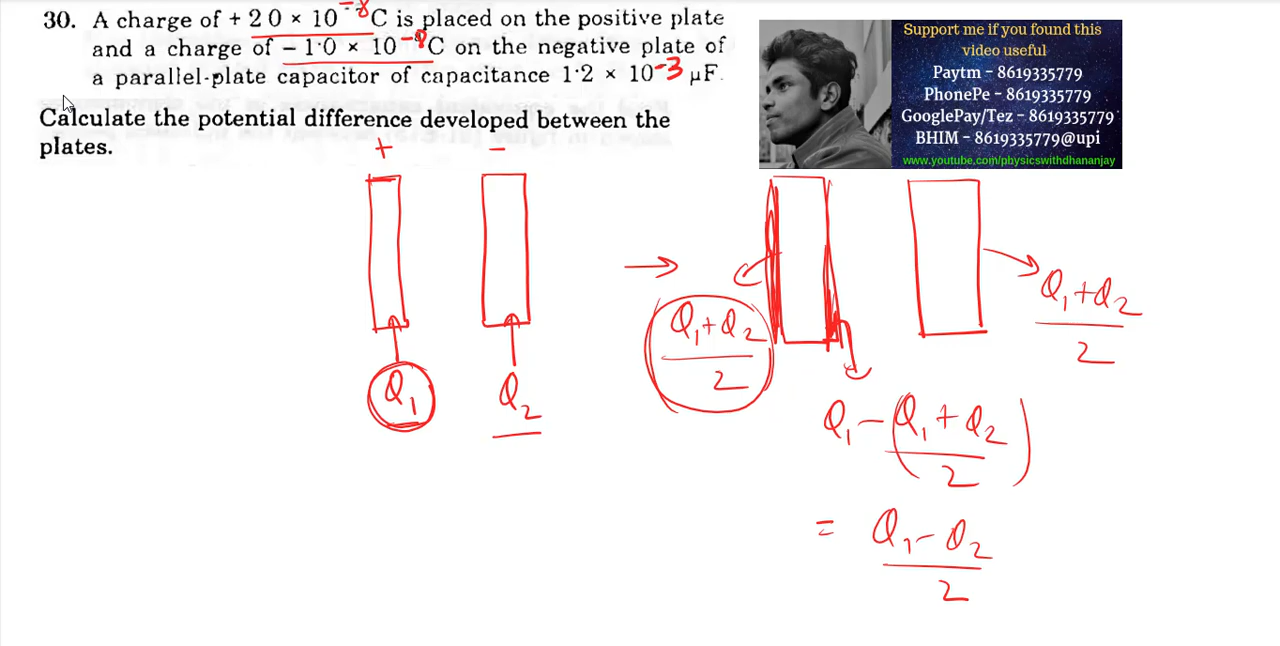 30. A charge of + 2·0 × 10⁻⁸ C is placed on the positive plate
and a charge of – 1·0 × 10⁻⁸ C on the negative plate of
a parallel-plate capacitor of capacitance 1·2 × 10⁻³ μF.
Calculate the potential difference developed between the
plates.
Support me if you found this
video useful
Paytm – 8619335779
PhonePe – 8619335779
GooglePay/Tez – 8619335779
BHIM – 8619335779@upi
www.youtube.com/physicswithdhananjay
+ −
Q₁ Q₂
→
Q₁+Q₂
2
Q₁+Q₂
2
Q₁ − (Q₁+Q₂
2)
= Q₁−Q₂
2